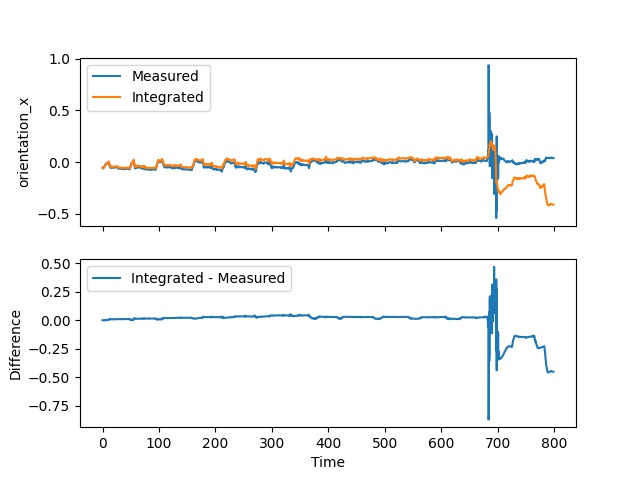 1.0
0.5
0.0
−0.5
orientation_x
Measured
Integrated
0.50
0.25
0.00
−0.25
−0.50
−0.75
Difference
Integrated - Measured
0 100 200 300 400 500 600 700 800
Time